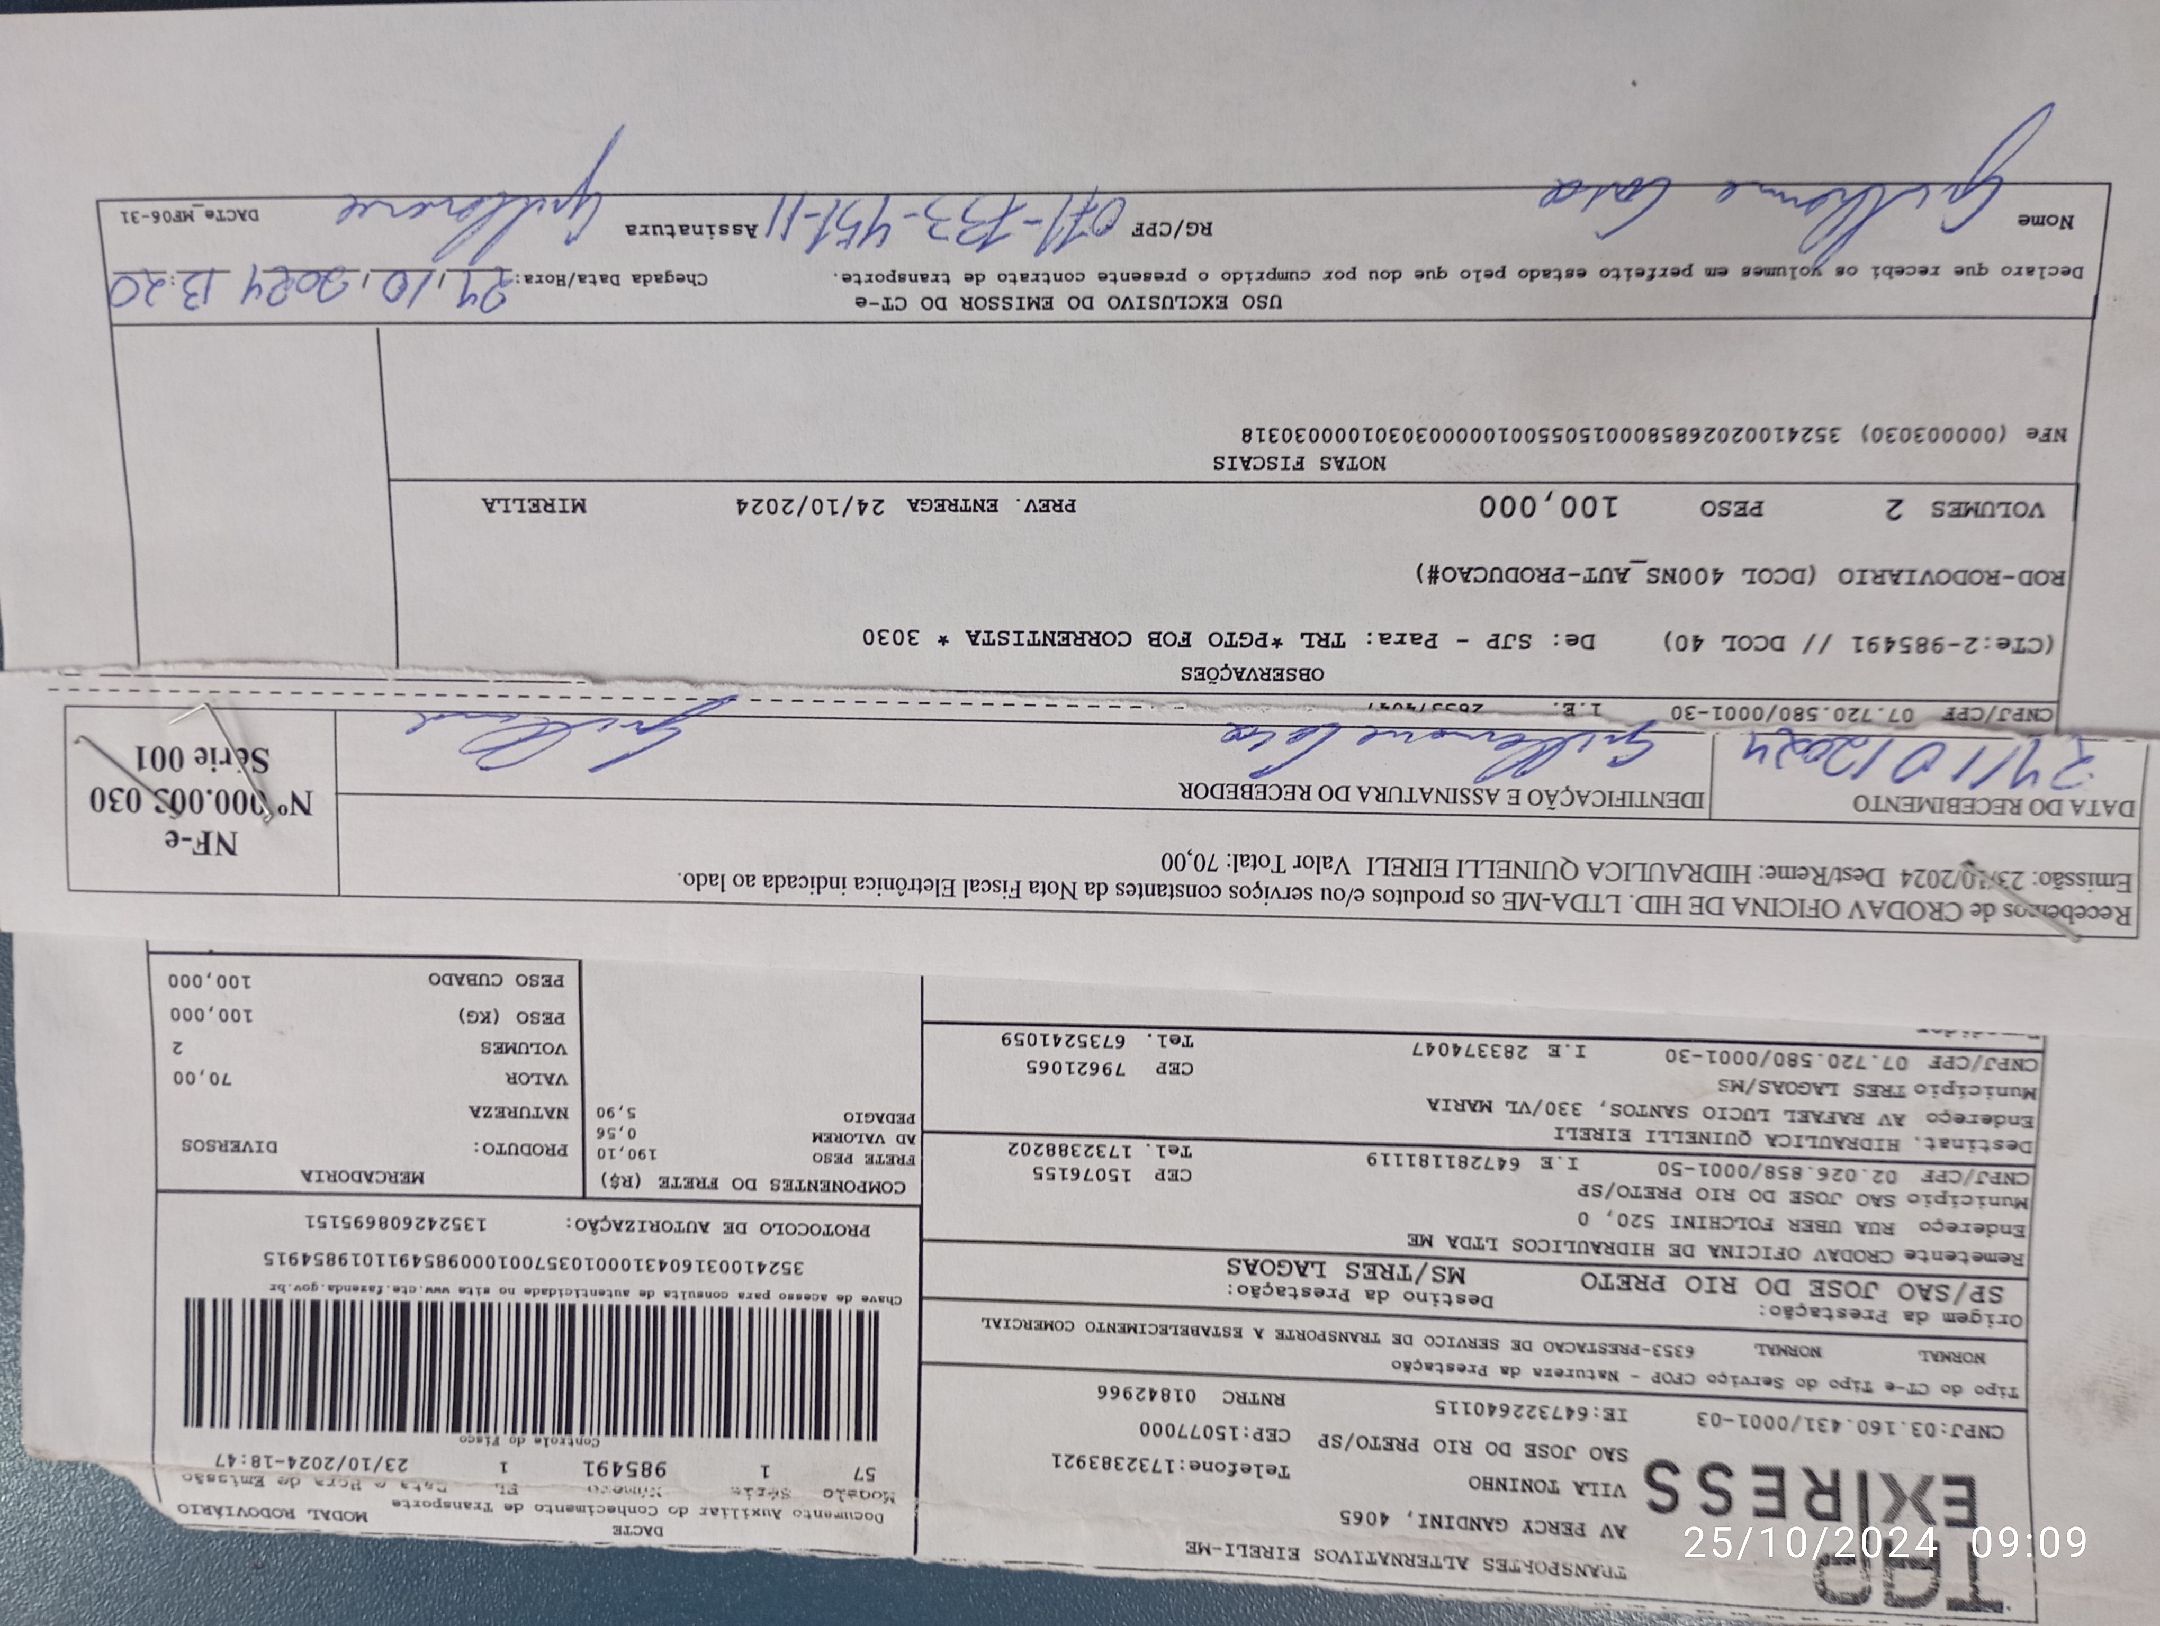 TRANSPORTES ALTERNATIVOS EIRELI-ME
AV PERCY GANDINI, 4065
VILA TONINHO
Telefone:1732383921
SAO JOSE DO RIO PRETO/SP CEP:15077000
EXPRESS
CNPJ:03.160.431/0001-03 IE:647322640115 RNTRC 01842966
DACTE
Documento Auxiliar do Conhecimento de Transporte
MODAL RODOVIÁRIO
Modelo Série Número FL Data e Hora de Emissão
57 1 985491 1 23/10/2024-18:47
Controle do Fisco
Tipo do CT-e Tipo do Serviço CFOP - Natureza da Prestação
NORMAL NORMAL 6353-PRESTACAO DE SERVICO DE TRANSPORTE A ESTABELECIMENTO COMERCIAL
Origem da Prestação: Destino da Prestação:
SP/SAO JOSE DO RIO PRETO MS/TRES LAGOAS
Chave de acesso para consulta de autenticidade no site www.cte.fazenda.gov.br
35241003160431000103570010009854911019854915
PROTOCOLO DE AUTORIZAÇÃO: 135242608695151
Remetente CRODAV OFICINA DE HIDRAULICOS LTDA ME
Endereço RUA UBER FOLCHINI 520, 0
Município SAO JOSE DO RIO PRETO/SP CEP 15076155
CNPJ/CPF 02.026.858/0001-50 I.E 647281181119 Tel. 1732388202
Destinat. HIDRAULICA QUINELLI EIRELI
Endereço AV RAFAEL LUCIO SANTOS, 330/VL MARIA
Município TRES LAGOAS/MS CEP 79621065
CNPJ/CPF 07.720.580/0001-30 I.E 283374047 Tel. 6735241059
COMPONENTES DO FRETE (R$)
FRETE PESO 190,10
AD VALOREM 0,56
PEDAGIO 5,90
MERCADORIA
PRODUTO: DIVERSOS
NATUREZA
VALOR 70,00
VOLUMES 2
PESO (KG) 100,000
PESO CUBADO 100,000
Recebemos de CRODAV OFICINA DE HID. LTDA-ME os produtos e/ou serviços constantes da Nota Fiscal Eletrônica indicada ao lado.
Emissão: 23/10/2024 Dest/Reme: HIDRAULICA QUINELLI EIRELI Valor Total: 70,00
NF-e
Nº 000.003.030
Série 001
DATA DO RECEBIMENTO
24/10/2024
IDENTIFICAÇÃO E ASSINATURA DO RECEBEDOR
Guilherme
CNPJ/CPF 07.720.580/0001-30 I.E.
OBSERVAÇÕES
(CTe:2-985491 // DCOL 40) De: SJP - Para: TRL *PGTO FOB CORRENTISTA * 3030
ROD-RODOVIARIO (DCOL 400NS_AUT-PRODUCAO#)
VOLUMES 2 PESO 100,000 PREV. ENTREGA 24/10/2024 MIRELLA
NOTAS FISCAIS
NFe (000003030) 35241002026858000150550010000030301000030318
USO EXCLUSIVO DO EMISSOR DO CT-e
Declaro que recebi os volumes em perfeito estado pelo que dou por cumprido o presente contrato de transporte.
Chegada Data/Hora: 24/10/2024 13:20
Nome Guilherme RG/CPF 071-733-451-11 Assinatura Guilherme
DACTe_MF06-31
25/10/2024 09:09